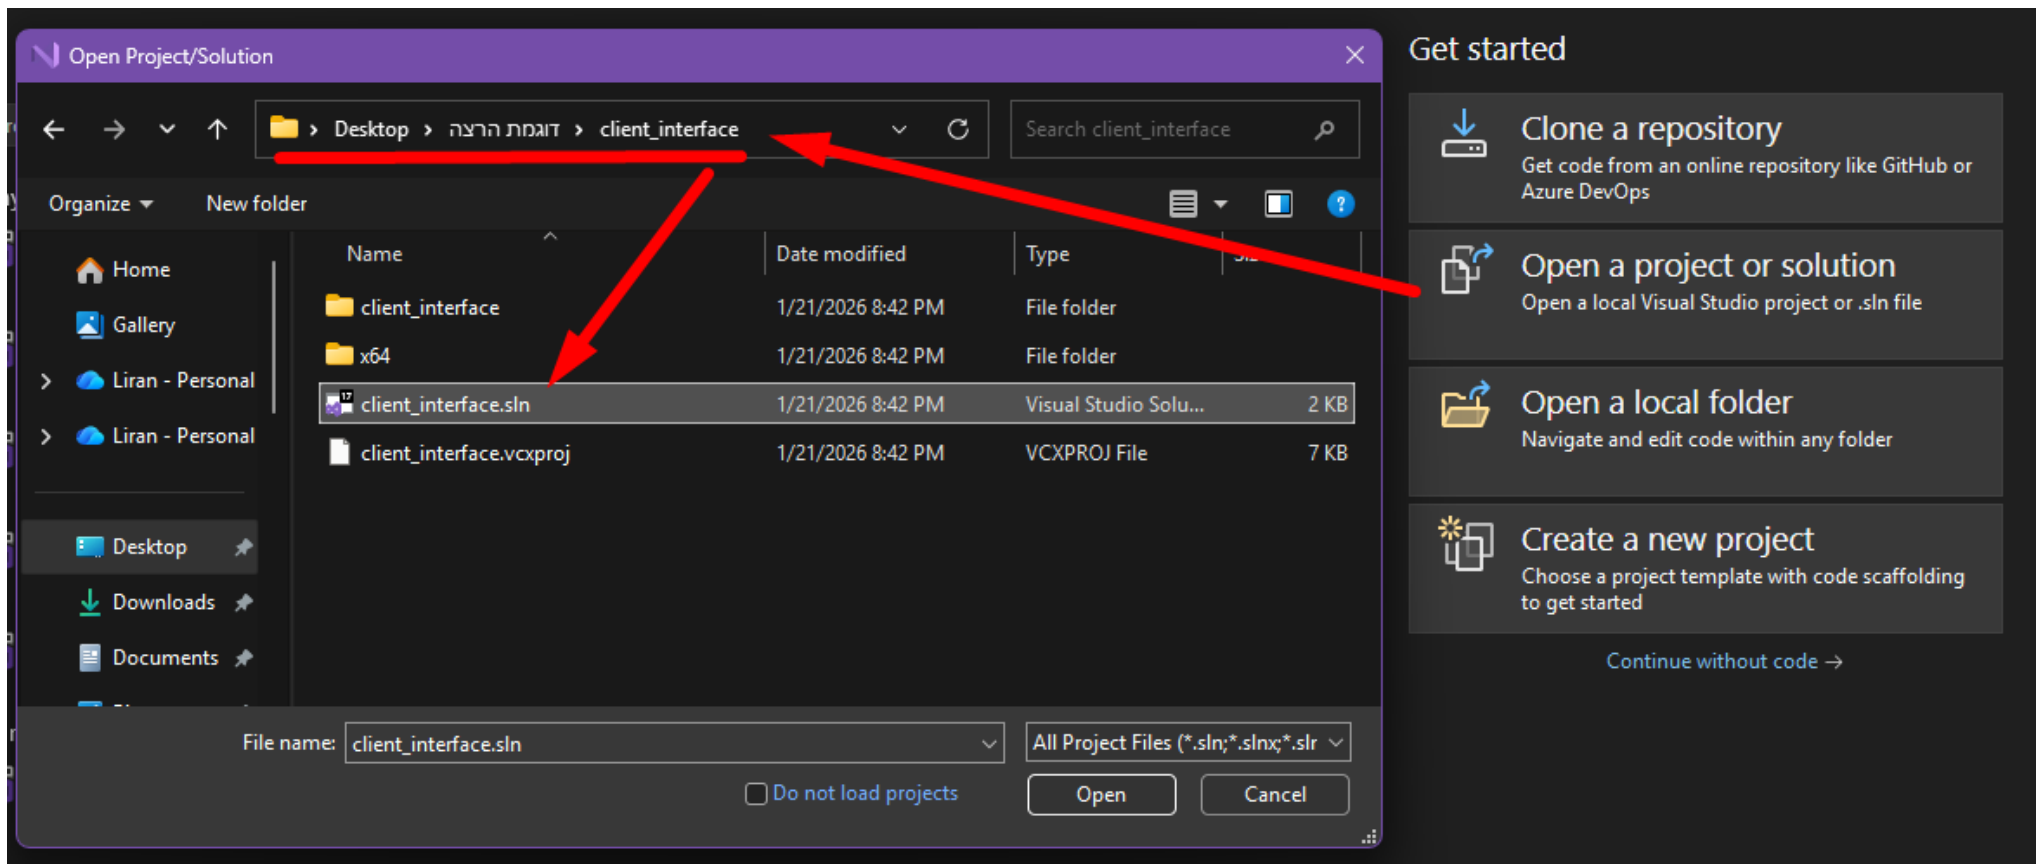 Open Project/Solution
Desktop › דוגמת הרצה › client_interface
Search client_interface
Organize
New folder
Name
Date modified
Type
Home
Gallery
Liran - Personal
Liran - Personal
Desktop
Downloads
Documents
client_interface 1/21/2026 8:42 PM File folder
x64 1/21/2026 8:42 PM File folder
client_interface.sln 1/21/2026 8:42 PM Visual Studio Solu... 2 KB
client_interface.vcxproj 1/21/2026 8:42 PM VCXPROJ File 7 KB
File name: client_interface.sln
All Project Files (*.sln;*.slnx;*.slr
Do not load projects
Open
Cancel
Get started
Clone a repository
Get code from an online repository like GitHub or
Azure DevOps
Open a project or solution
Open a local Visual Studio project or .sln file
Open a local folder
Navigate and edit code within any folder
Create a new project
Choose a project template with code scaffolding
to get started
Continue without code →